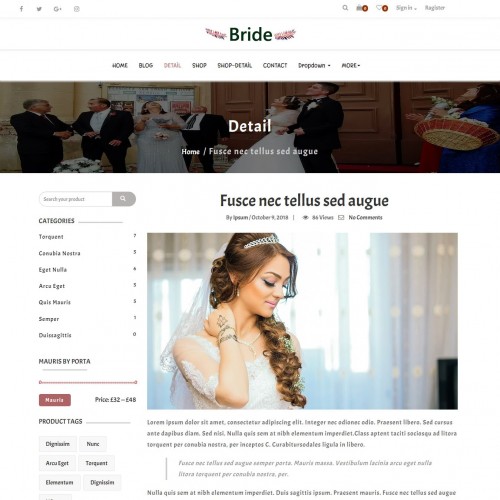 0 0 Sign in Register
Bride
HOME BLOG DETAIL SHOP SHOP-DETAIL CONTACT Dropdown MORE
Detail
Home / Fusce nec tellus sed augue
Search your product
CATEGORIES
Torquent 7
Conubia Nostra 5
Eget Nulla 6
Arcu Eget 3
Quis Mauris 5
Semper 5
Duissagittis 5
MAURIS BY PORTA
Mauris Price: £32 — £48
PRODUCT TAGS
Dignissim Nunc
Arcu Eget Torquent
Elementum Dignissim
Fusce nec tellus sed augue
By Ipsum / October 9, 2018 | 86 Views No Comments
Lorem ipsum dolor sit amet, consectetur adipiscing elit. Integer nec odionec odio. Praesent libero. Sed cursus
ante dapibus diam. Sed nisi. Nulla quis sem at nibh elementum imperdiet.Class aptent taciti sociosqu ad litora
torquent per conubia nostra, per inceptos C. Curabitursodales ligula in libero.
Fusce nec tellus sed augue semper porta. Mauris massa. Vestibulum lacinia arcu eget nulla
litora torquent per conubia nostra, per.
Nulla quis sem at nibh elementum imperdiet. Duis sagittis ipsum. Praesent mauris. Fusce nec tellus sed augue